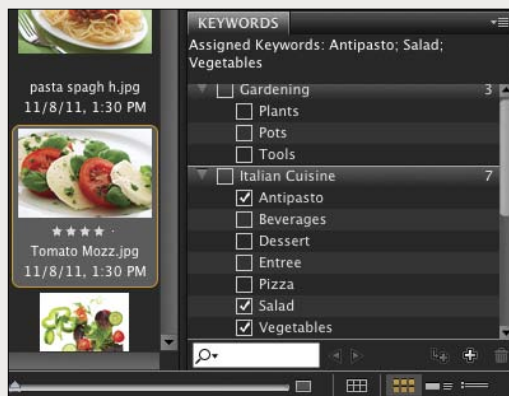 pasta spagh h.jpg
11/8/11, 1:30 PM
Tomato Mozz.jpg
11/8/11, 1:30 PM
KEYWORDS
Assigned Keywords: Antipasto; Salad;
Vegetables
Gardening 3
Plants
Pots
Tools
Italian Cuisine 7
Antipasto
Beverages
Dessert
Entree
Pizza
Salad
Vegetables